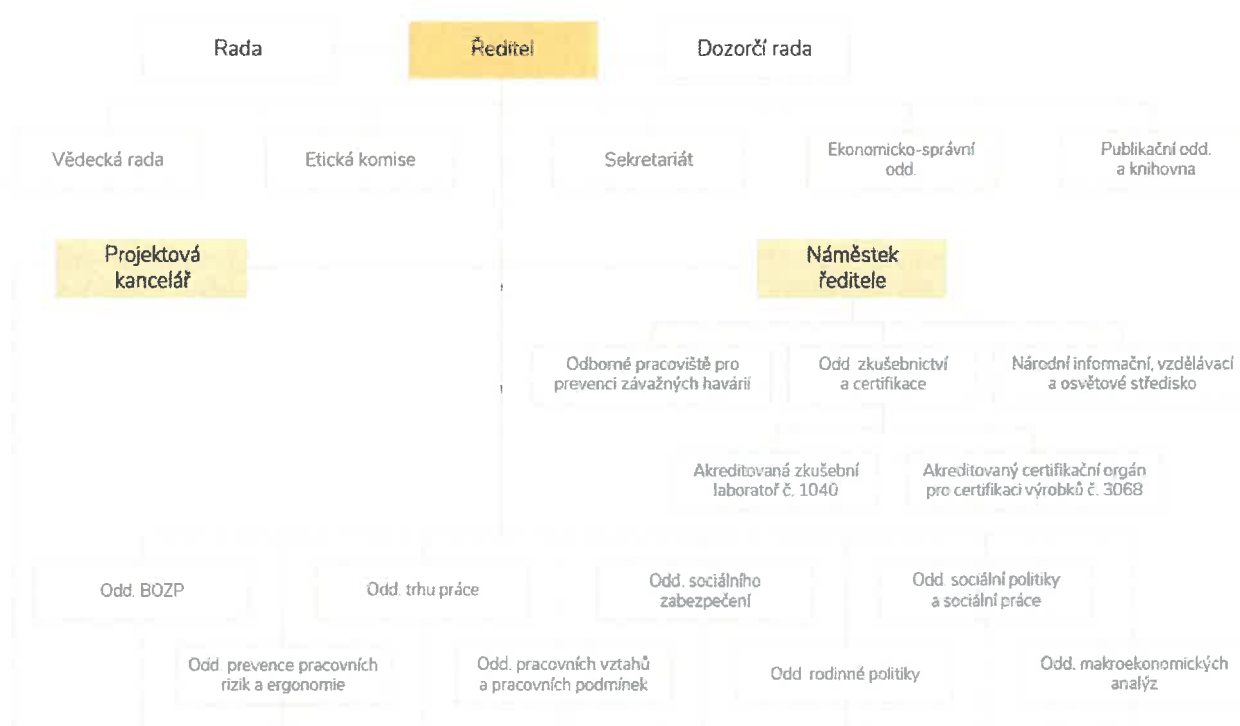 Rada
Ředitel
Dozorčí rada
Vědecká rada
Etická komise
Sekretariát
Ekonomicko-správní
odd.
Publikační odd.
a knihovna
Projektová
kancelář
Náměstek
ředitele
Odborné pracoviště pro
prevenci závažných havárií
Odd zkušebnictví
a certifikace
Národní informační, vzdělávací
a osvětové středisko
Akreditovaná zkušební
laboratoř č. 1040
Akreditovaný certifikační orgán
pro certifikaci výrobků č. 3068
Odd. BOZP
Odd. trhu práce
Odd. sociálního
zabezpečení
Odd. sociální politiky
a sociální práce
Odd. prevence pracovních
rizik a ergonomie
Odd. pracovních vztahů
a pracovních podmínek
Odd rodinné politiky
Odd. makroekonomických
analýz